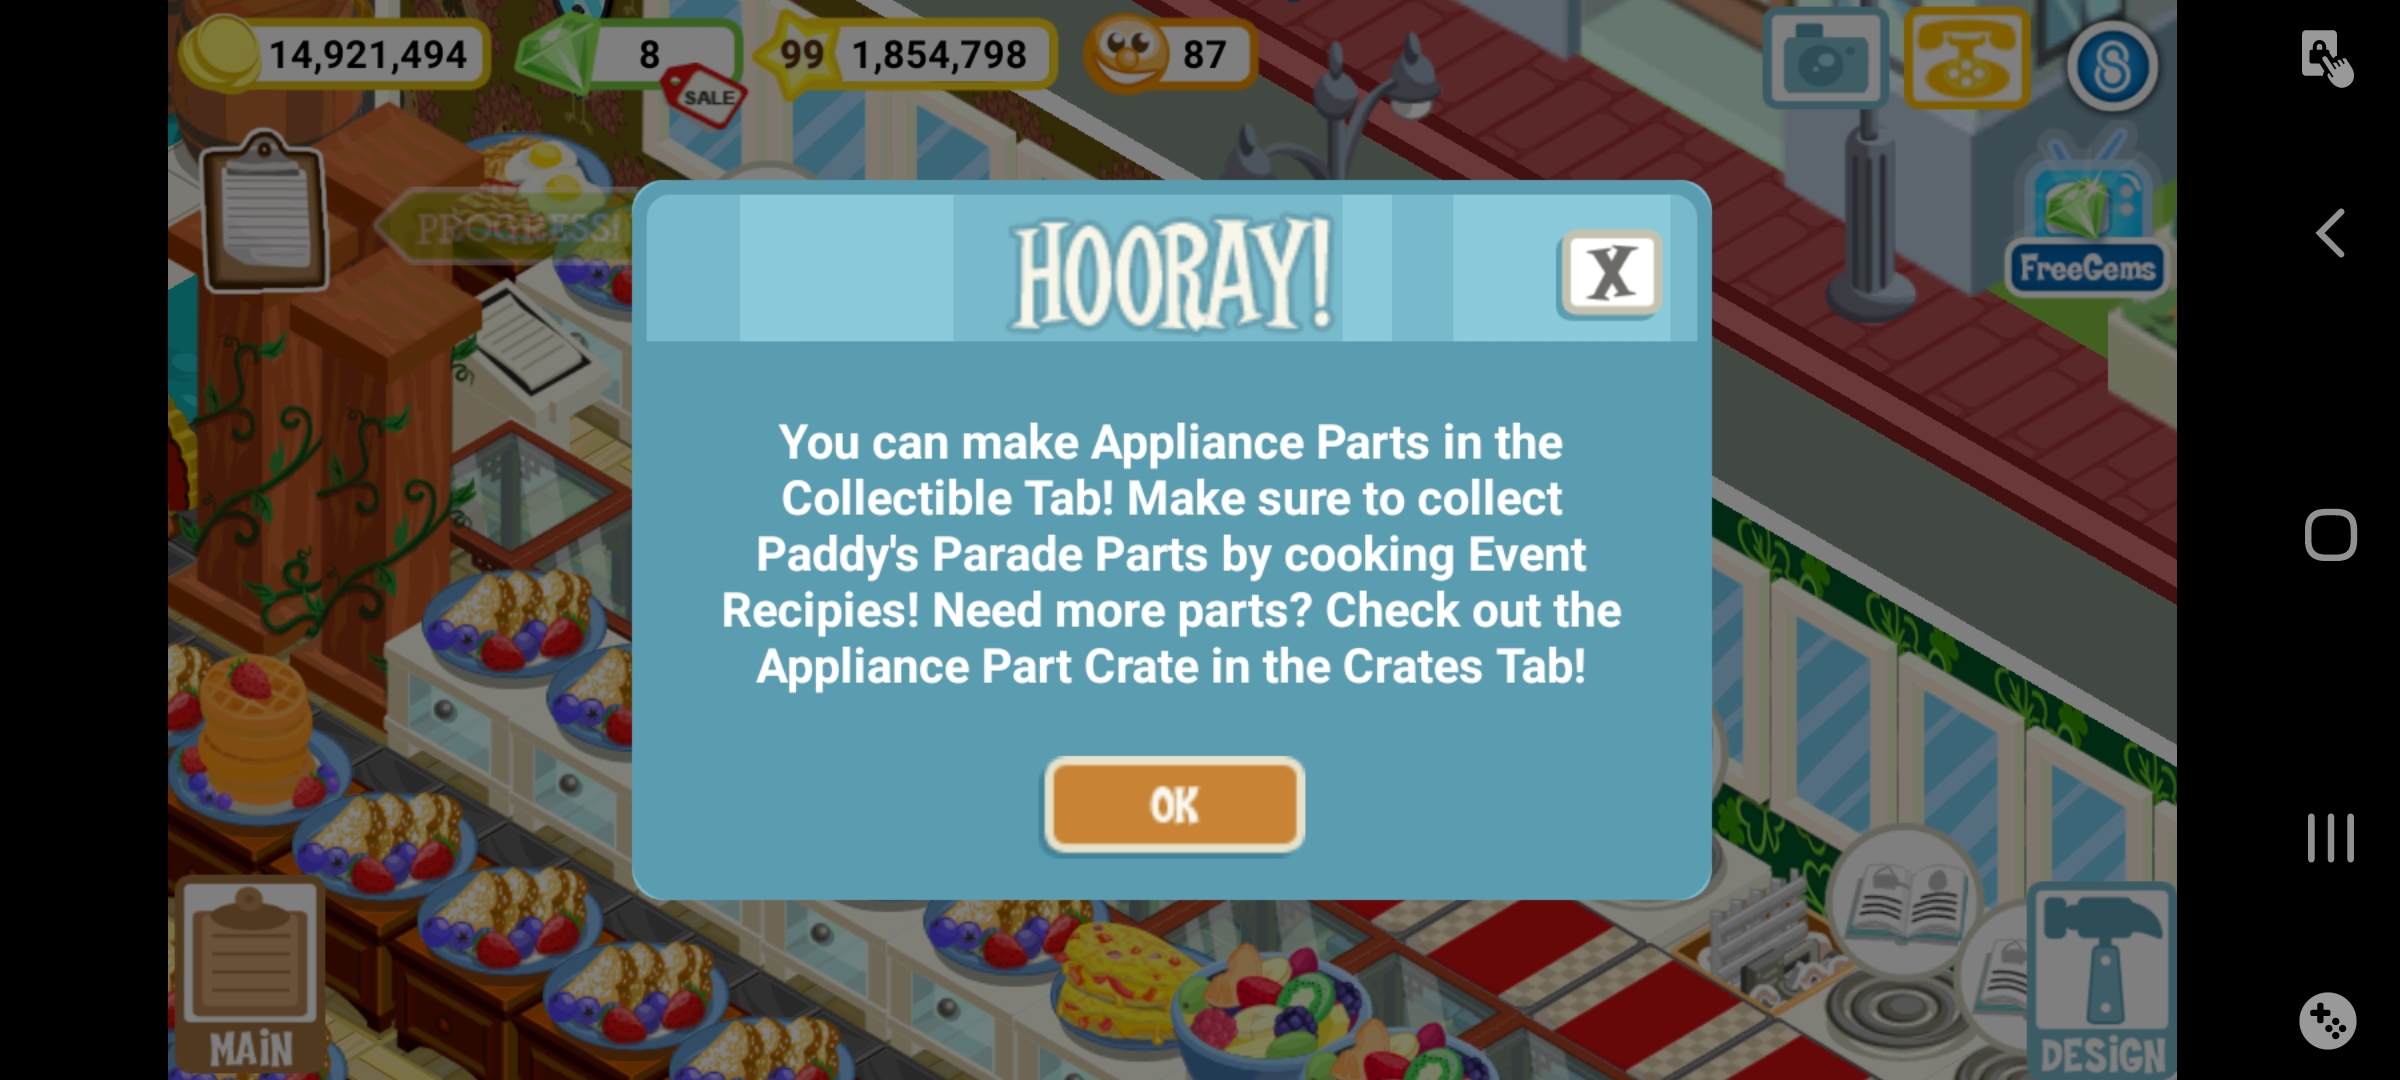 14,921,494
8
SALE
99
1,854,798
87
FreeGems
PROGRESS!
HOORAY!
X
You can make Appliance Parts in the
Collectible Tab! Make sure to collect
Paddy's Parade Parts by cooking Event
Recipies! Need more parts? Check out the
Appliance Part Crate in the Crates Tab!
OK
MAiN
DESiGN